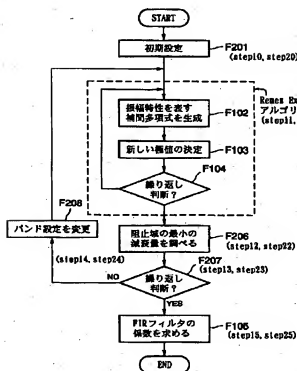 START
初期設定
F201
(step10, step20)
Remez Ex
アルゴリ
(step11,
振幅特性を表す
補間多項式を生成
F102
新しい極値の決定
F103
F104
繰り返し
判断?
F208
バンド設定を変更
阻止域の最小の
減衰量を調べる
F206
(step12, step22)
F207
(step13, step23)
(step14, step24)
NO
繰り返し
判断?
YES
FIRフィルタの
係数を求める
F105
(step15, step25)
END